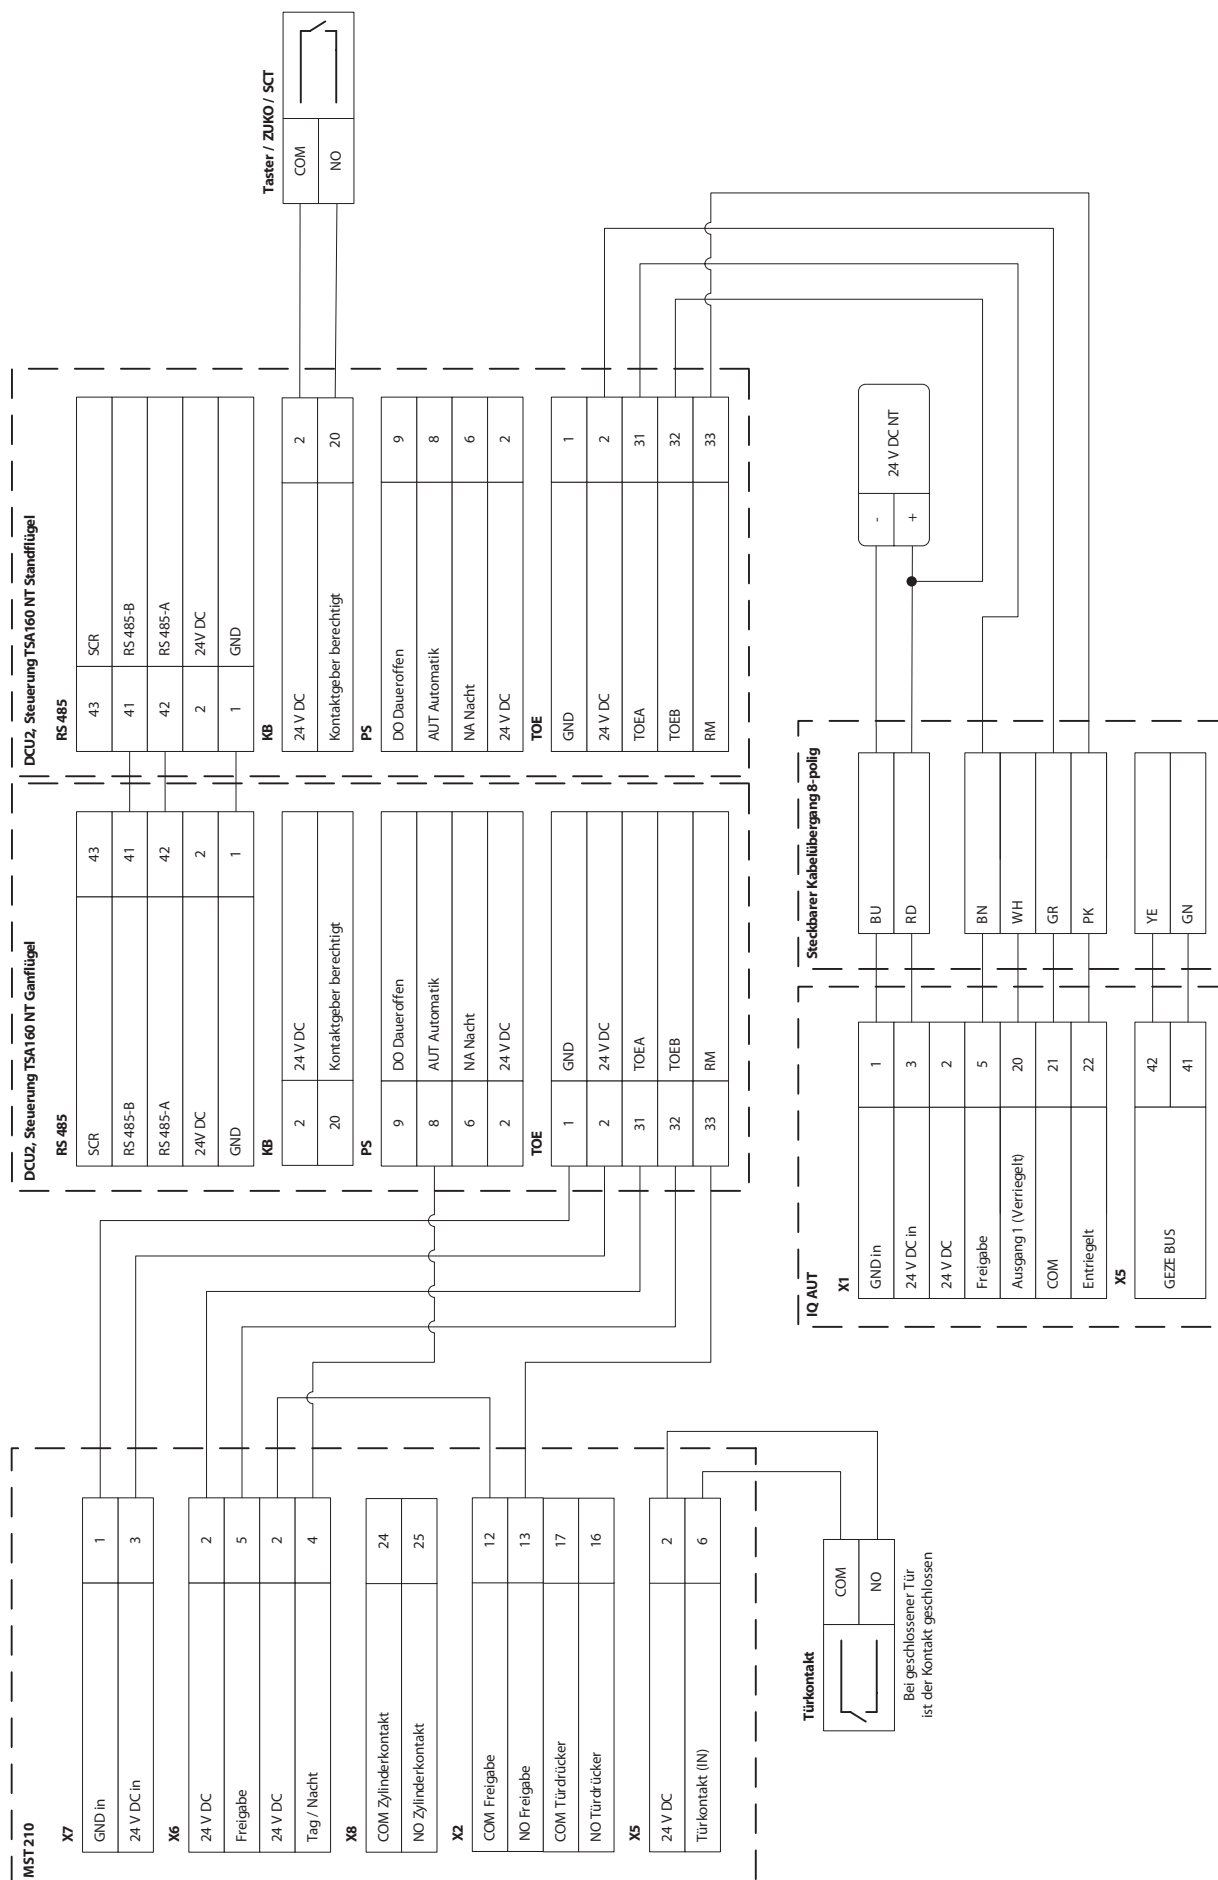 MST 210
X7
GND in 1
24 V DC in 3
X6
24 V DC 2
Freigabe 5
24 V DC 2
Tag / Nacht 4
X8
COM Zylinderkontakt 24
NO Zylinderkontakt 25
X2
COM Freigabe 12
NO Freigabe 13
COM Türdrücker 17
NO Türdrücker 16
X5
24 V DC 2
Türkontakt (IN) 6
Türkontakt
COM
NO
Bei geschlossener Tür
ist der Kontakt geschlossen
DCU2, Steuerung TSA160 NT Ganflügel
RS 485
SCR 43
RS 485-B 41
RS 485-A 42
24V DC 2
GND 1
KB
2 24 V DC
20 Kontaktgeber berechtigt
PS
9 DO Daueroffen
8 AUT Automatik
6 NA Nacht
2 24 V DC
TOE
1 GND
2 24 V DC
31 TOEA
32 TOEB
33 RM
DCU2, Steuerung TSA160 NT Standflügel
RS 485
43 SCR
41 RS 485-B
42 RS 485-A
2 24V DC
1 GND
KB
24 V DC 2
Kontaktgeber berechtigt 20
PS
DO Daueroffen 9
AUT Automatik 8
NA Nacht 6
24 V DC 2
TOE
GND 1
24 V DC 2
TOEA 31
TOEB 32
RM 33
Taster / ZUKO / SCT
COM
NO
IQ AUT
X1
GND in 1
24 V DC in 3
24 V DC 2
Freigabe 5
Ausgang 1 (Verriegelt) 20
COM 21
Entriegelt 22
X5
GEZE BUS 42
41
Steckbarer Kabelübergang 8-polig
BU
RD
BN
WH
GR
PK
YE
GN
-
+
24 V DC NT